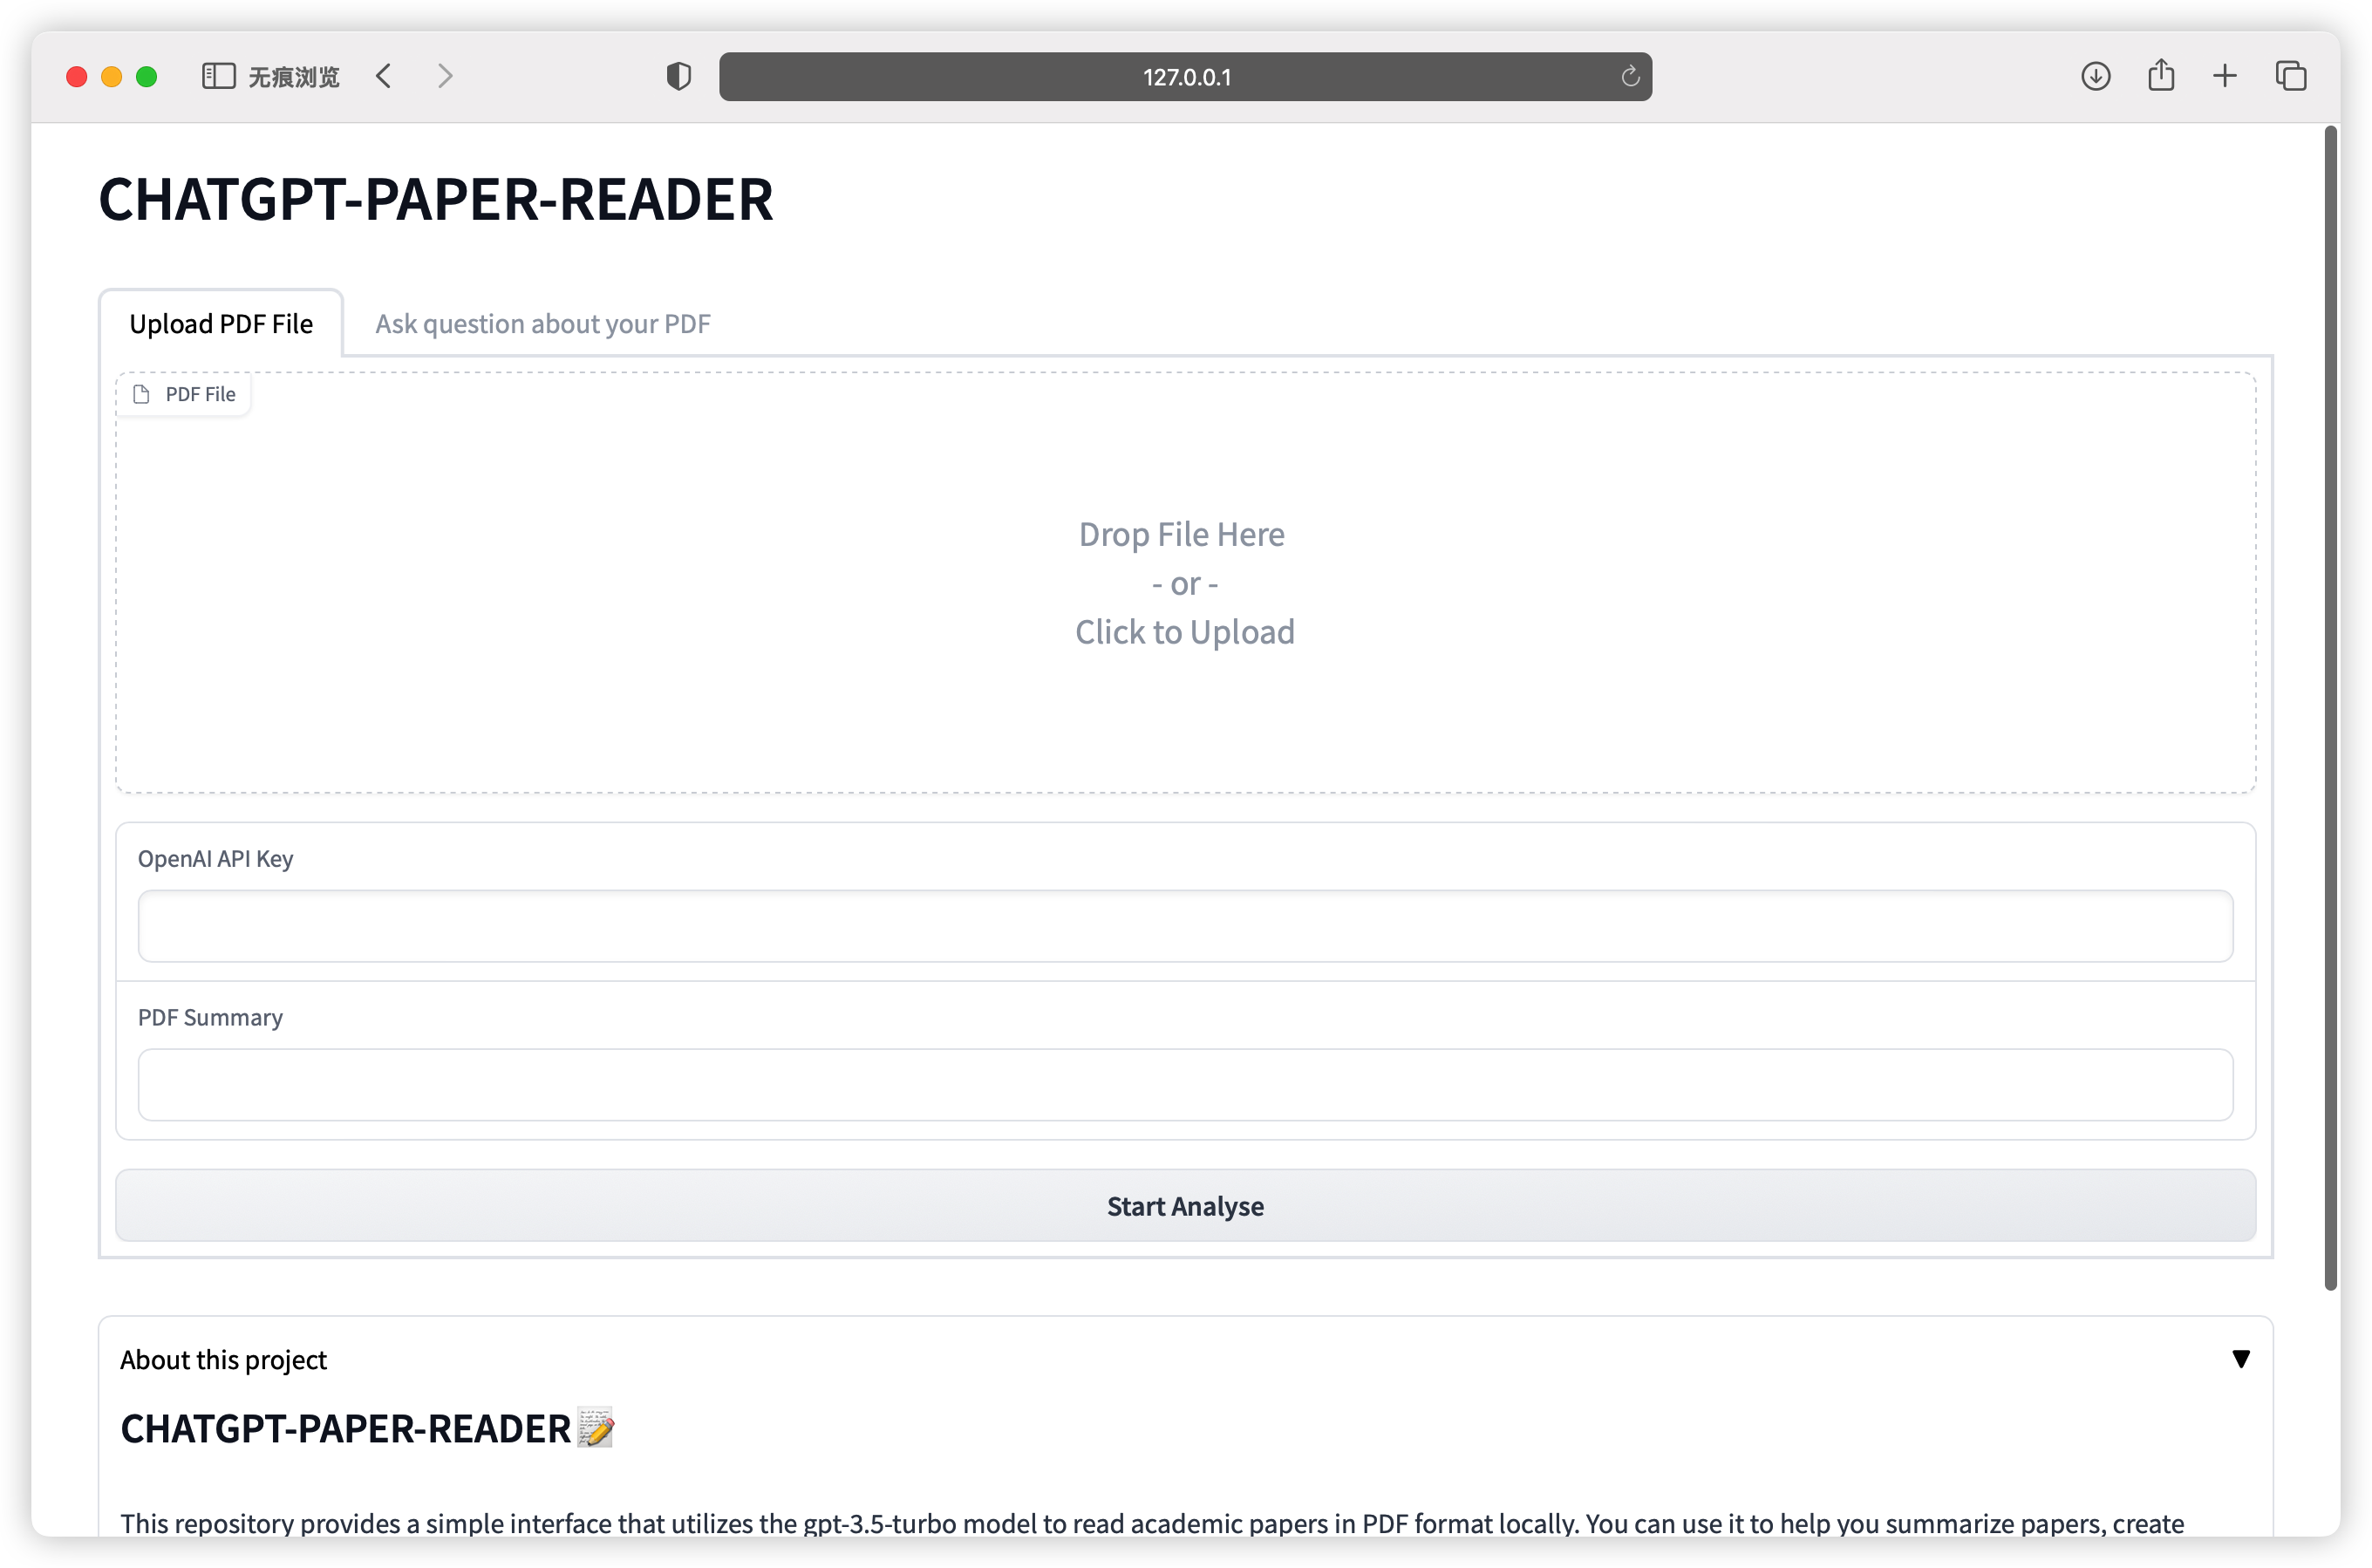 无痕浏览
127.0.0.1
CHATGPT-PAPER-READER
Upload PDF File
Ask question about your PDF
PDF File
Drop File Here
- or -
Click to Upload
OpenAI API Key
PDF Summary
Start Analyse
About this project
CHATGPT-PAPER-READER📝
This repository provides a simple interface that utilizes the gpt-3.5-turbo model to read academic papers in PDF format locally. You can use it to help you summarize papers, create